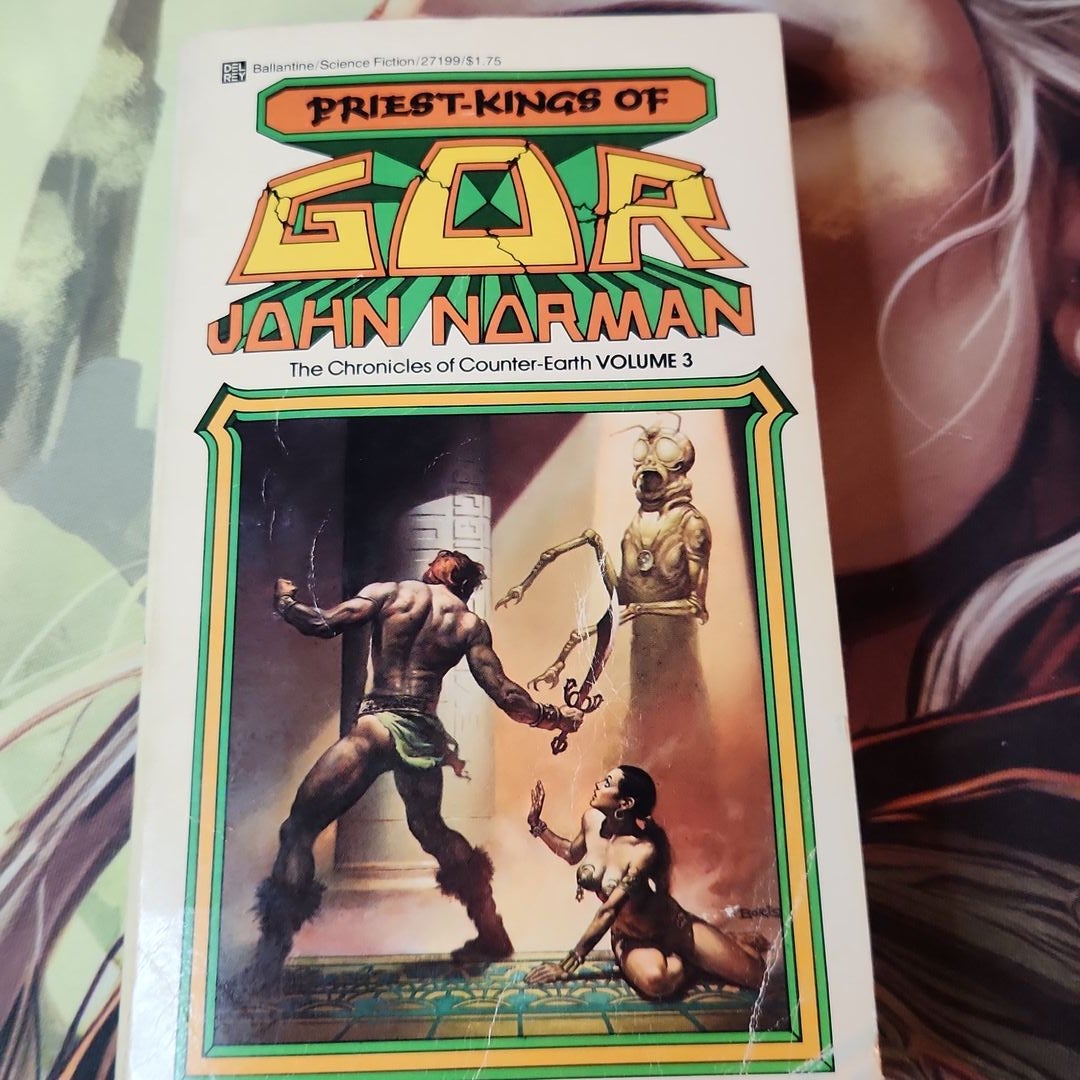 DEL REY
Ballantine/Science Fiction/27199/$1.75
PRIEST-KINGS OF
GOR
JOHN NORMAN
The Chronicles of Counter-Earth VOLUME 3
BORIS